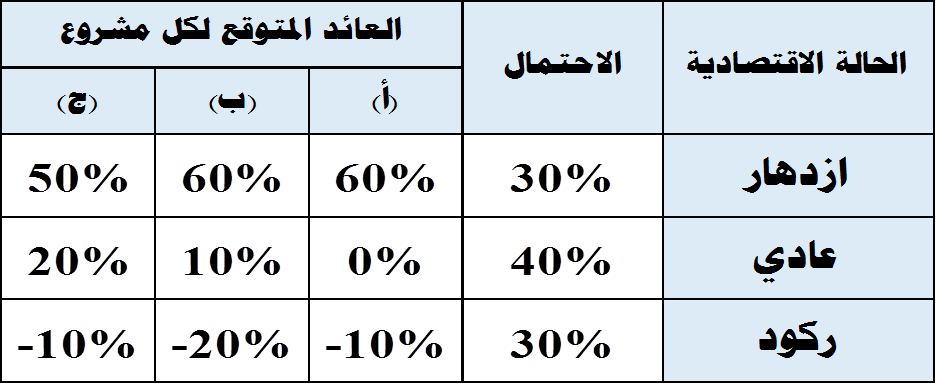 الحالة الاقتصادية الاحتمال العائد المتوقع لكل مشروع
(أ) (ب) (ج)
ازدهار 30% 60% 60% 50%
عادي 40% 0% 10% 20%
ركود 30% -10% -20% -10%